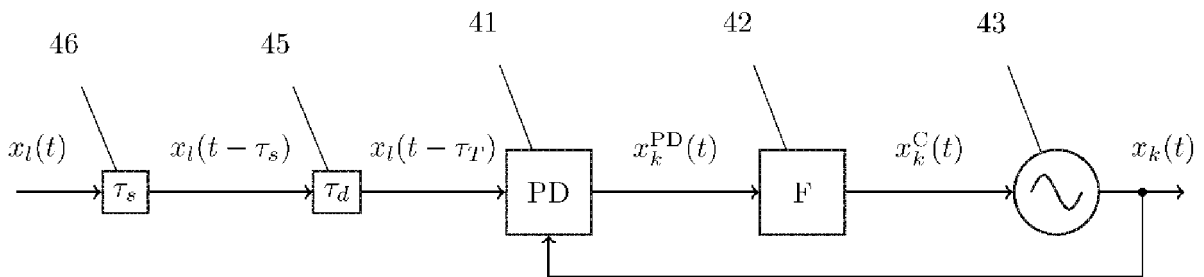 46 45 41 42 43
x_l(t) x_l(t − τ_s) x_l(t − τ_T) x_k^PD(t) x_k^C(t) x_k(t)
τ_s τ_d PD F